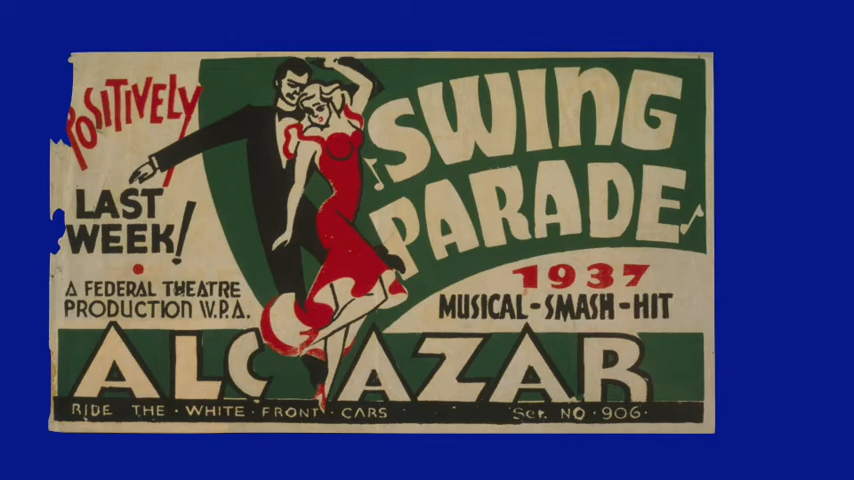 POSITIVELY
LAST
WEEK!
A FEDERAL THEATRE
PRODUCTION W.P.A.
SWING
PARADE
1937
MUSICAL-SMASH-HIT
ALCAZAR
RIDE THE · WHITE · FRONT · CARS
Ser. NO · 906 ·